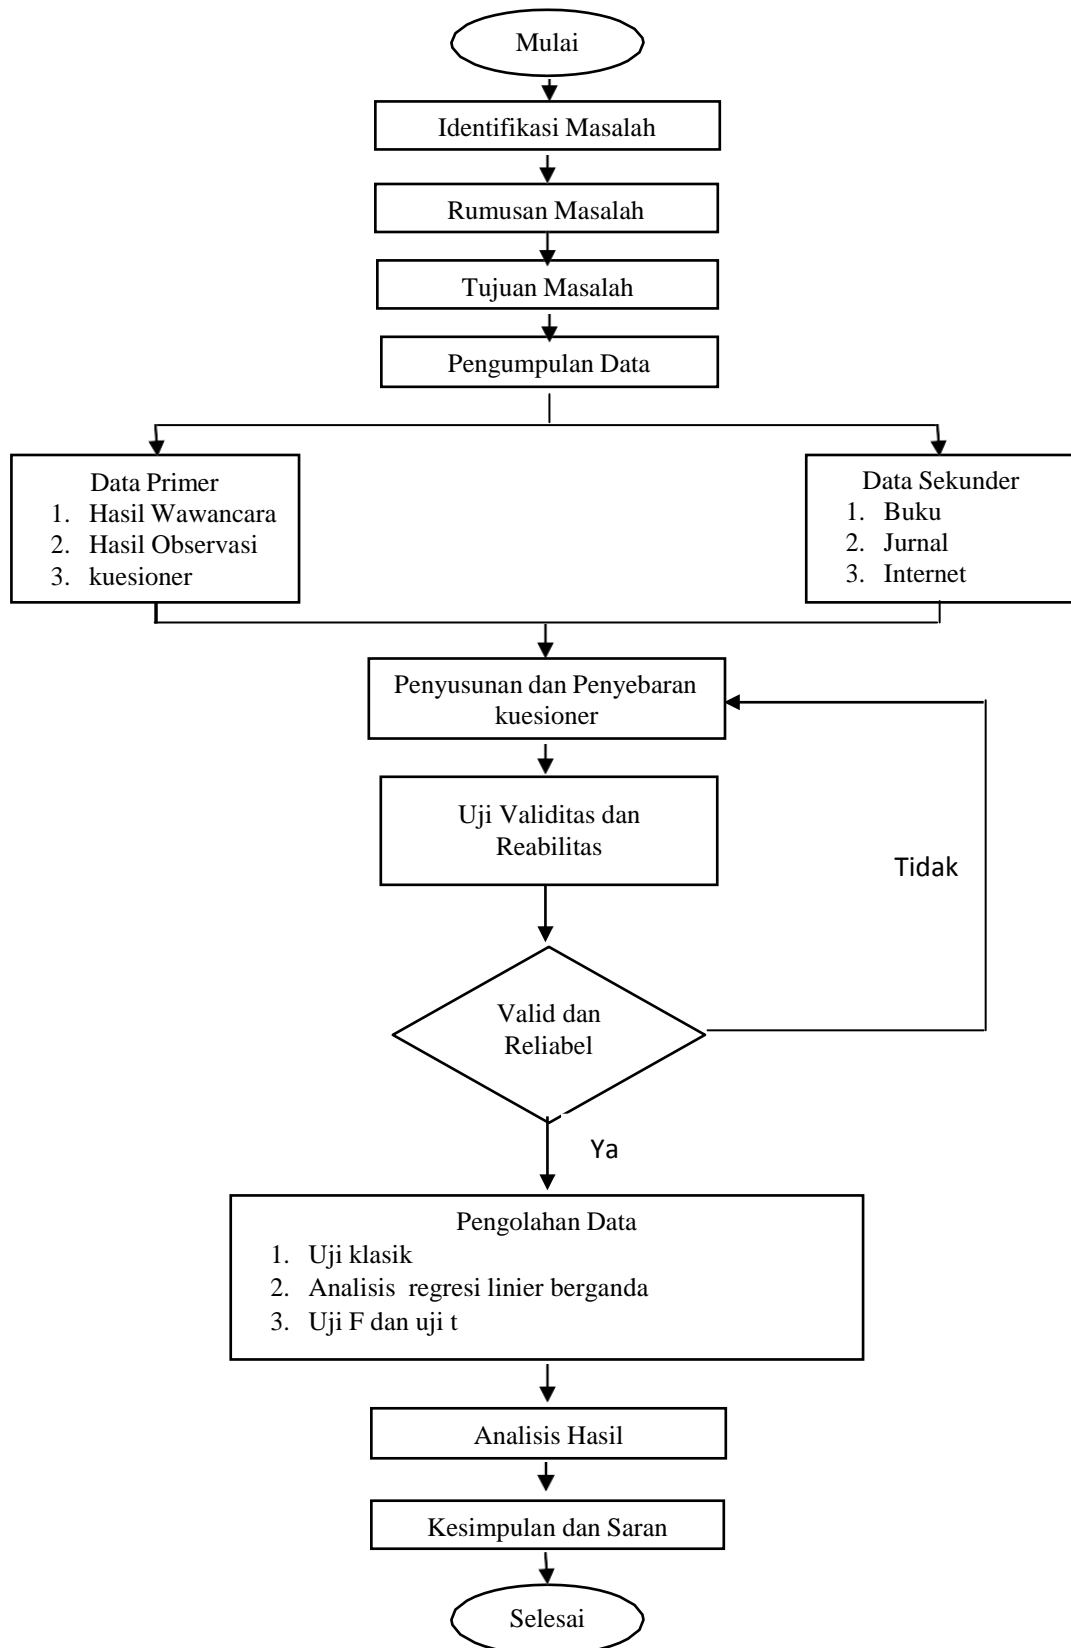 Mulai
Identifikasi Masalah
Rumusan Masalah
Tujuan Masalah
Pengumpulan Data
Data Primer
1. Hasil Wawancara
2. Hasil Observasi
3. kuesioner
Data Sekunder
1. Buku
2. Jurnal
3. Internet
Penyusunan dan Penyebaran
kuesioner
Uji Validitas dan
Reabilitas
Tidak
Valid dan
Reliabel
Ya
Pengolahan Data
1. Uji klasik
2. Analisis regresi linier berganda
3. Uji F dan uji t
Analisis Hasil
Kesimpulan dan Saran
Selesai